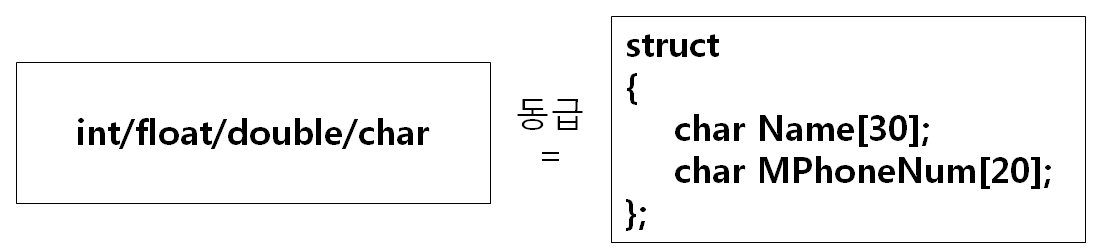 int/float/double/char
동급
=
struct
{
char Name[30];
char MPhoneNum[20];
};